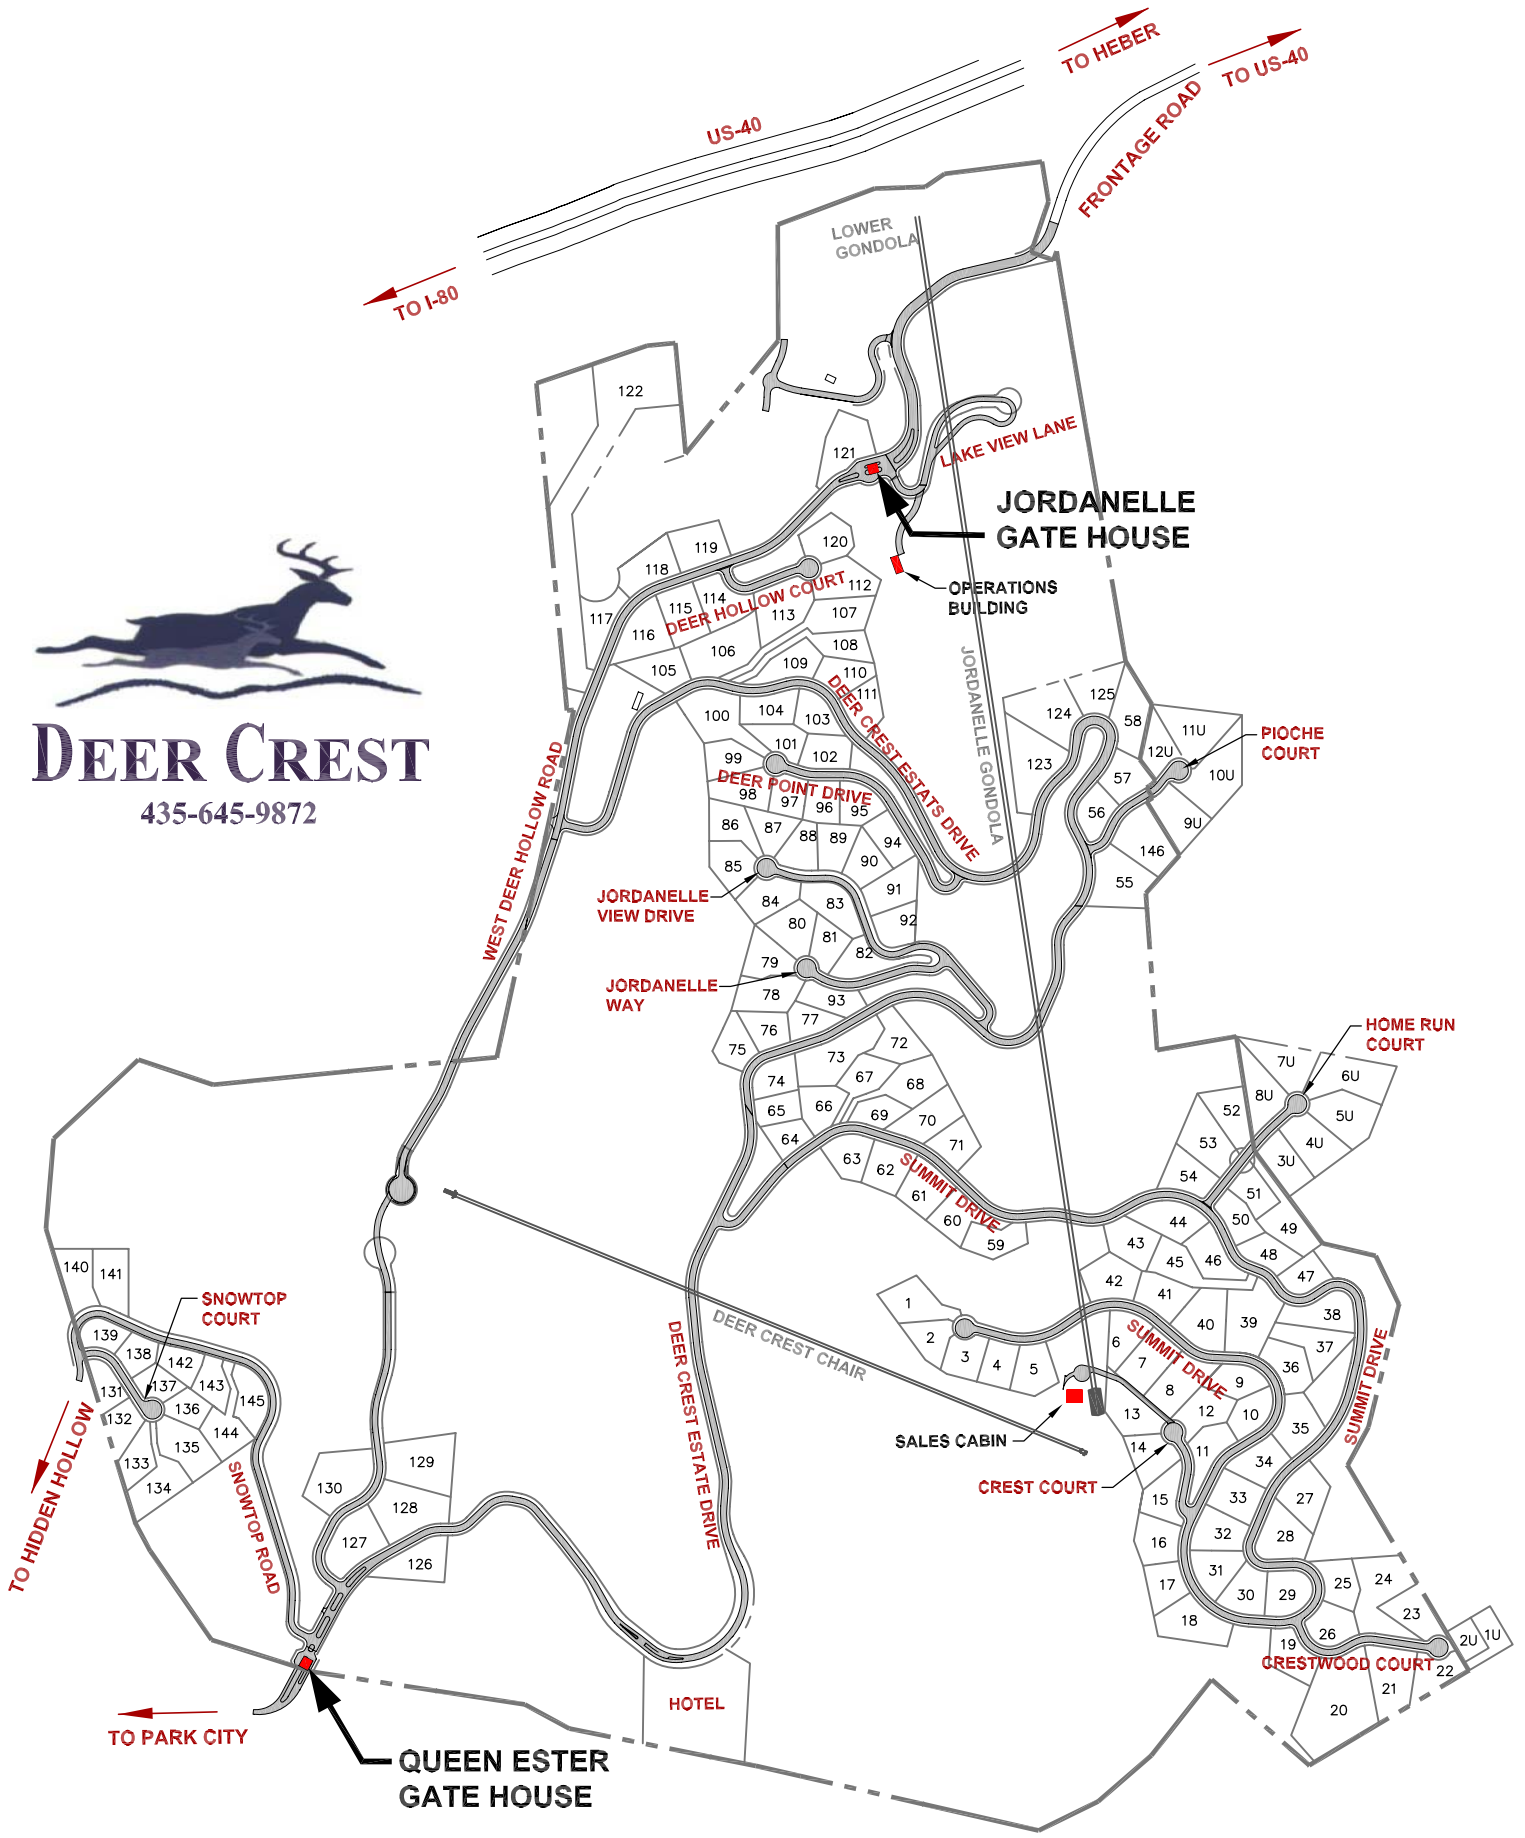 TO HEBER
TO US-40
US-40
FRONTAGE ROAD
TO I-80
LOWER
GONDOLA
122
121
LAKE VIEW LANE
JORDANELLE
GATE HOUSE
OPERATIONS
BUILDING
119
120
118
112
117
115
114
DEER HOLLOW COURT
113
107
116
106
108
105
109
110
111
JORDANELLE GONDOLA
DEER CREST
435-645-9872
100
104
103
DEER CREST ESTATS DRIVE
124
125
58
11U
PIOCHE
COURT
101
102
99
12U
10U
123
57
DEER POINT DRIVE
98
97
96
95
56
9U
WEST DEER HOLLOW ROAD
86
87
88
89
94
146
85
90
55
JORDANELLE
VIEW DRIVE
84
83
91
92
80
81
82
79
JORDANELLE
WAY
78
93
77
76
75
73
72
HOME RUN
COURT
74
67
68
7U
6U
8U
5U
65
66
69
70
52
64
71
53
4U
3U
63
62
SUMMIT DRIVE
54
51
61
60
59
50
49
44
43
48
46
45
47
140
141
42
41
SNOWTOP
COURT
1
2
3
4
5
DEER CREST CHAIR
DEER CREST ESTATE DRIVE
40
39
38
37
36
139
138
142
137
143
145
131
132
136
144
135
133
134
6
7
8
SUMMIT DRIVE
9
10
12
13
11
14
35
34
SUMMIT DRIVE
SALES CABIN
CREST COURT
TO HIDDEN HOLLOW
SNOWTOP ROAD
129
130
128
127
126
15
33
27
16
32
28
31
17
30
29
25
24
18
23
26
19
2U
1U
CRESTWOOD COURT
22
21
20
HOTEL
TO PARK CITY
QUEEN ESTER
GATE HOUSE